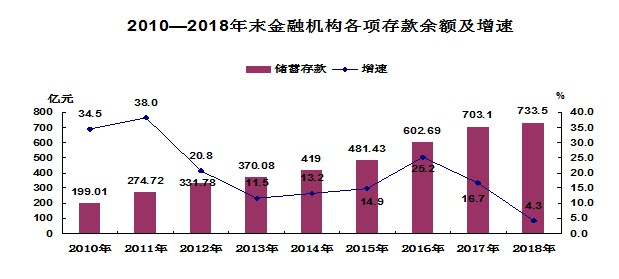 2010—2018年末金融机构各项存款余额及增速
储蓄存款 增速
亿元 %
800 700 600 500 400 300 200 100 0
199.01 274.72 331.78 370.08 419 481.43 602.69 703.1 733.5
34.5 38.0 20.8 11.5 13.2 14.9 25.2 16.7 4.3
40.0 35.0 30.0 25.0 20.0 15.0 10.0 5.0 0.0
2010年 2011年 2012年 2013年 2014年 2015年 2016年 2017年 2018年